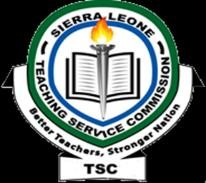 SIERRA LEONE
TEACHING SERVICE COMMISSION
Better Teachers, Stronger Nation
TSC